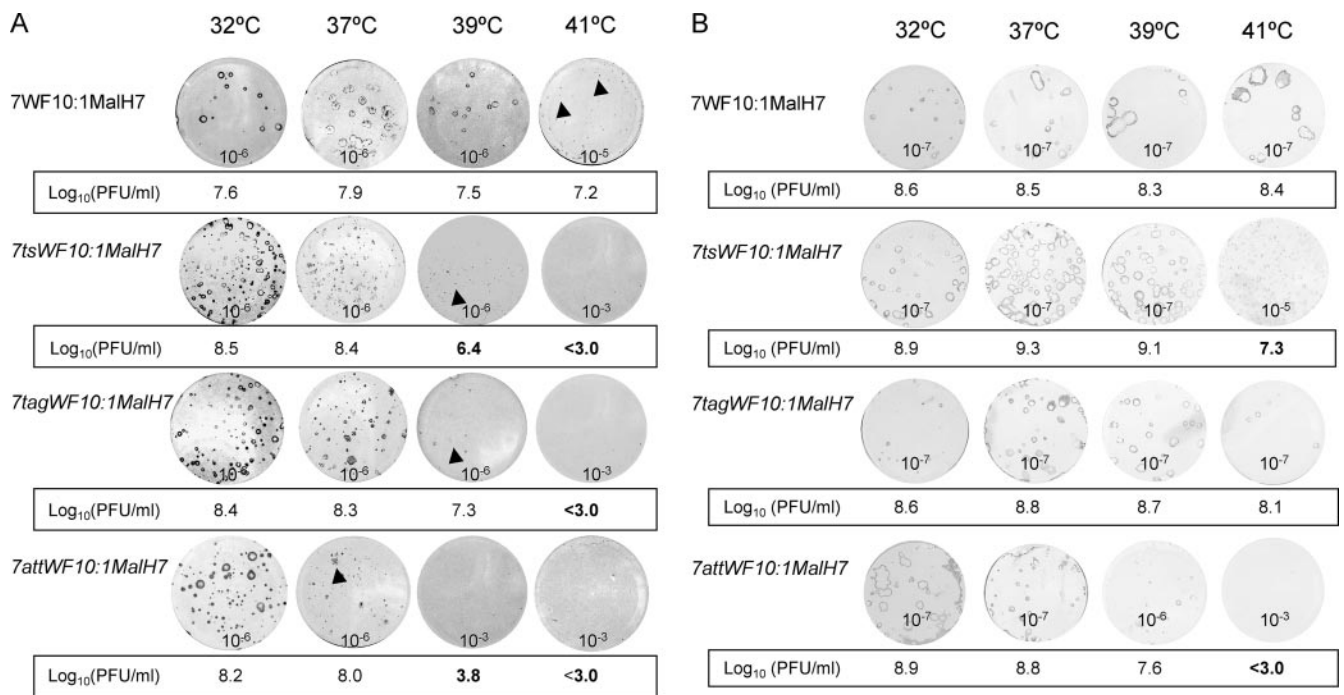 A
32ºC 37ºC 39ºC 41ºC
7WF10:1MalH7
10-6 10-6 10-6 10-5
Log10(PFU/ml) 7.6 7.9 7.5 7.2
7tsWF10:1MalH7
10-6 10-6 10-6 10-3
Log10(PFU/ml) 8.5 8.4 6.4 <3.0
7tagWF10:1MalH7
10-6 10-6 10-6 10-3
Log10(PFU/ml) 8.4 8.3 7.3 <3.0
7attWF10:1MalH7
10-6 10-6 10-3 10-3
Log10(PFU/ml) 8.2 8.0 3.8 <3.0
B
32ºC 37ºC 39ºC 41ºC
7WF10:1MalH7
10-7 10-7 10-7 10-7
Log10 (PFU/ml) 8.6 8.5 8.3 8.4
7tsWF10:1MalH7
10-7 10-7 10-7 10-5
Log10 (PFU/ml) 8.9 9.3 9.1 7.3
7tagWF10:1MalH7
10-7 10-7 10-7 10-7
Log10 (PFU/ml) 8.6 8.8 8.7 8.1
7attWF10:1MalH7
10-7 10-7 10-6 10-3
Log10 (PFU/ml) 8.9 8.8 7.6 <3.0